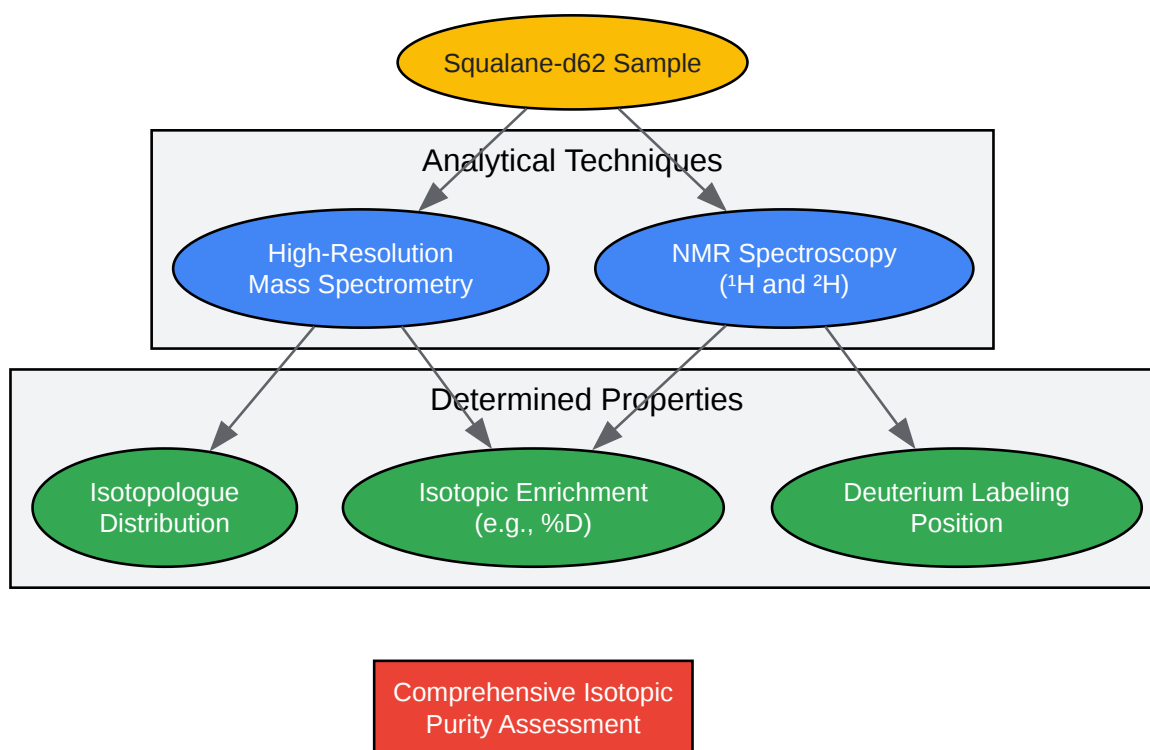 Squalane-d62 Sample
Analytical Techniques
High-Resolution
Mass Spectrometry
NMR Spectroscopy
(¹H and ²H)
Determined Properties
Isotopologue
Distribution
Isotopic Enrichment
(e.g., %D)
Deuterium Labeling
Position
Comprehensive Isotopic
Purity Assessment